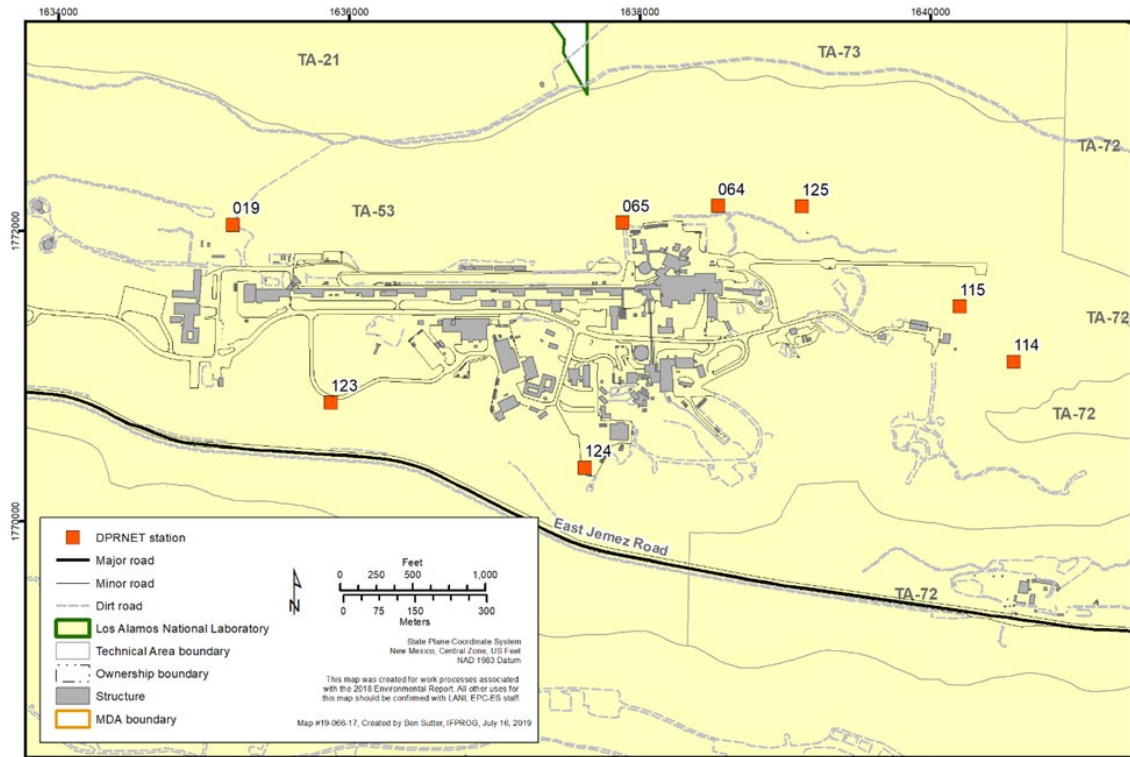 1634000 1636000 1638000 1640000
TA-21
TA-73
TA-72
019
TA-53
065
064
125
1772000
115
TA-72
114
123
TA-72
124
1770000
East Jemez Road
TA-72
DPRNET station
Major road
Minor road
Dirt road
Los Alamos National Laboratory
Technical Area boundary
Ownership boundary
Structure
MDA boundary
N
Feet
0 250 500 1,000
0 75 150 300
Meters
State Plane Coordinate System
New Mexico, Central Zone, US Feet
NAD 1983 Datum
This map was created for work processes associated
with the 2018 Environmental Report. All other uses for
this map should be confirmed with LANL EPC-ES staff.
Map #19-066-17, Created by Ben Sutter, IFPROG, July 16, 2019